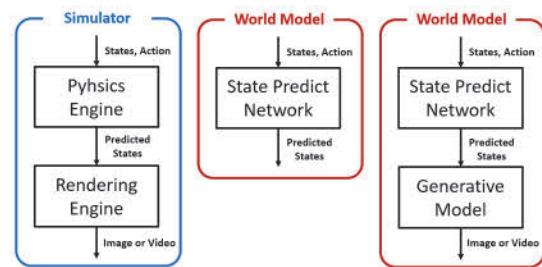 Simulator
States, Action
Pyhsics
Engine
Predicted
States
Rendering
Engine
Image or Video
World Model
States, Action
State Predict
Network
Predicted
States
World Model
States, Action
State Predict
Network
Predicted
States
Generative
Model
Image or Video